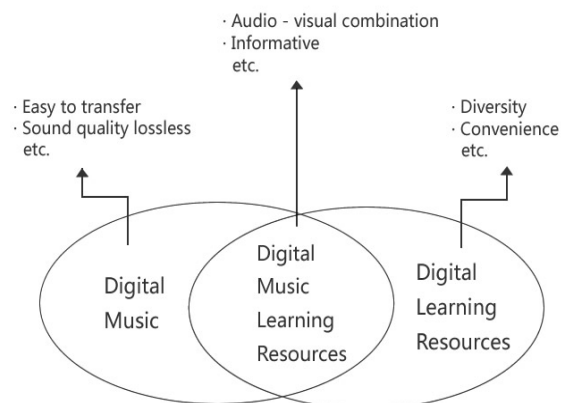 · Audio - visual combination
· Informative
etc.
· Easy to transfer
· Sound quality lossless
etc.
· Diversity
· Convenience
etc.
Digital
Music
Digital
Music
Learning
Resources
Digital
Learning
Resources